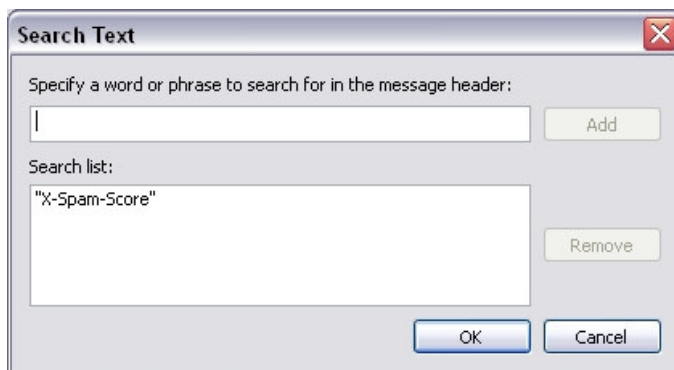 Search Text
Specify a word or phrase to search for in the message header:
Add
Search list:
"X-Spam-Score"
Remove
OK
Cancel